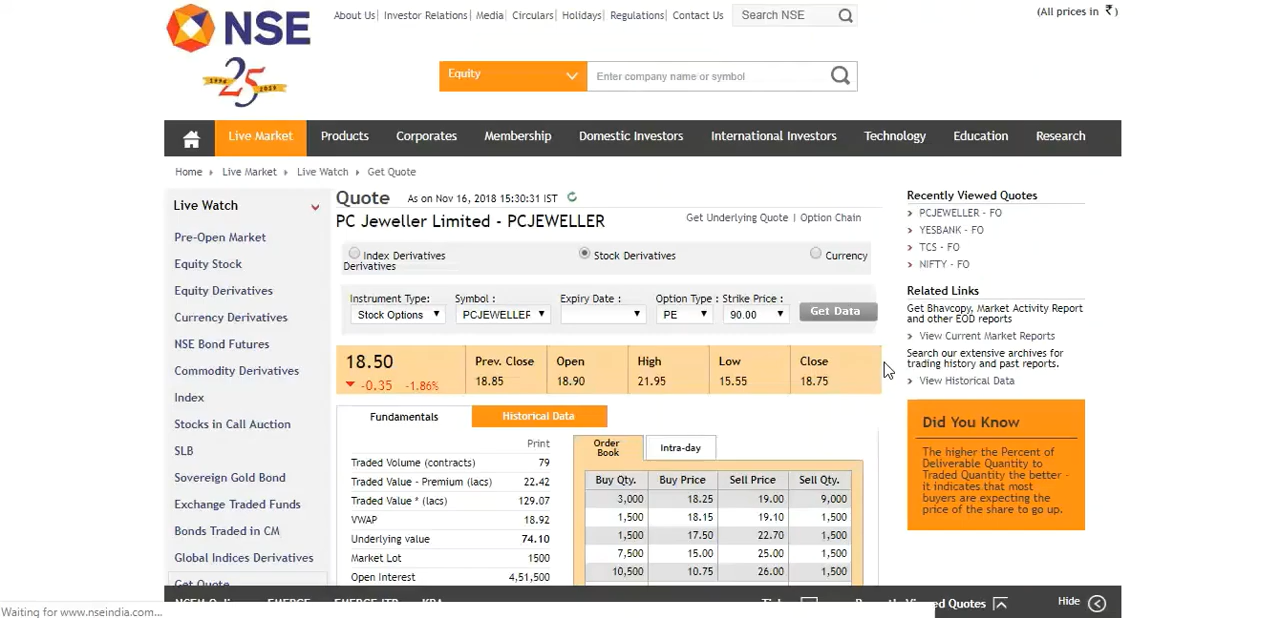 About Us| Investor Relations| Media| Circulars| Holidays| Regulations| Contact Us
Search NSE
(All prices in ₹)
NSE
25
Equity
Enter company name or symbol
Live Market
Products
Corporates
Membership
Domestic Investors
International Investors
Technology
Education
Research
Home
Live Market
Live Watch
Get Quote
Live Watch
Pre-Open Market
Equity Stock
Equity Derivatives
Currency Derivatives
NSE Bond Futures
Commodity Derivatives
Index
Stocks in Call Auction
SLB
Sovereign Gold Bond
Exchange Traded Funds
Bonds Traded in CM
Global Indices Derivatives
Get Quote
Quote As on Nov 16, 2018 15:30:31 IST
PC Jeweller Limited - PCJEWELLER
Get Underlying Quote | Option Chain
Index Derivatives Stock Derivatives Currency
Derivatives
Instrument Type: Symbol : Expiry Date : Option Type : Strike Price :
Stock Options PCJEWELLER PE 90.00 Get Data
18.50 Prev. Close Open High Low Close
-0.35 -1.86% 18.85 18.90 21.95 15.55 18.75
Fundamentals
Historical Data
Print
Traded Volume (contracts) 79
Traded Value - Premium (lacs) 22.42
Traded Value * (lacs) 129.07
VWAP 18.92
Underlying value 74.10
Market Lot 1500
Open Interest 4,51,500
Order
Book
Intra-day
Buy Qty. Buy Price Sell Price Sell Qty.
3,000 18.25 19.00 9,000
1,500 18.15 19.10 1,500
1,500 17.50 22.70 1,500
7,500 15.00 25.00 1,500
10,500 10.75 26.00 1,500
Recently Viewed Quotes
PCJEWELLER - FO
YESBANK - FO
TCS - FO
NIFTY - FO
Related Links
Get Bhavcopy, Market Activity Report
and other EOD reports
View Current Market Reports
Search our extensive archives for
trading history and past reports.
View Historical Data
Did You Know
The higher the Percent of
Deliverable Quantity to
Traded Quantity the better -
it indicates that most
buyers are expecting the
price of the share to go up.
Waiting for www.nseindia.com...
ed Quotes
Hide